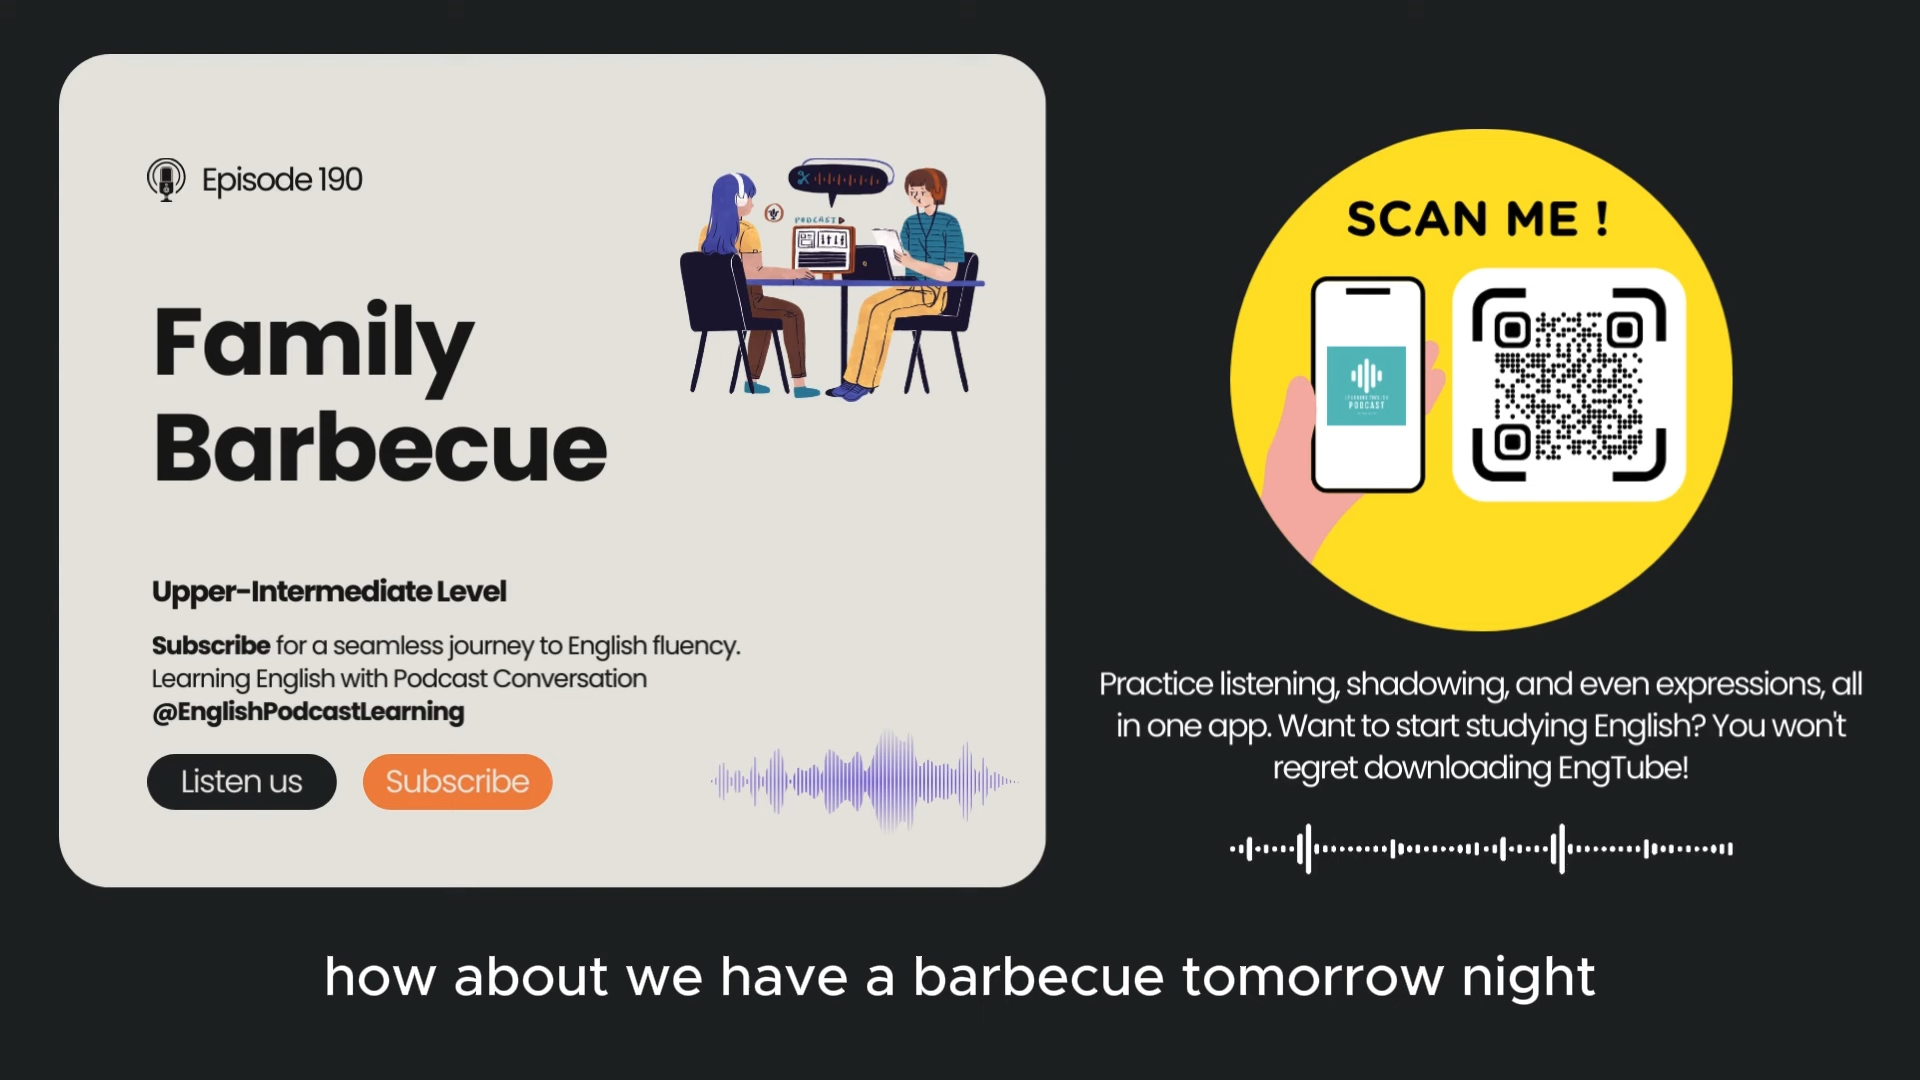 Episode 190
PODCAST
Family
Barbecue
Upper-Intermediate Level
Subscribe for a seamless journey to English fluency.
Learning English with Podcast Conversation
@EnglishPodcastLearning
Listen us
Subscribe
SCAN ME !
PODCAST
Practice listening, shadowing, and even expressions, all
in one app. Want to start studying English? You won't
regret downloading EngTube!
how about we have a barbecue tomorrow night